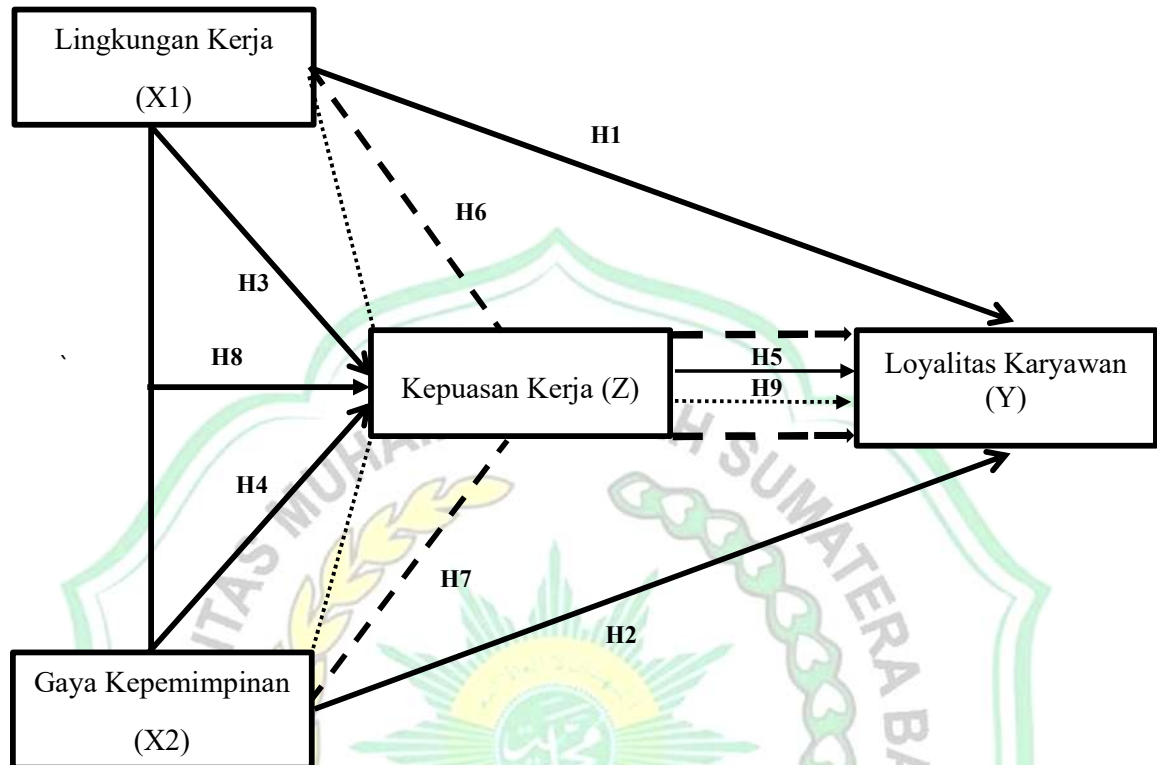 Lingkungan Kerja
(X1)
H1
H6
H3
`
H8
H5
Kepuasan Kerja (Z)
H9
Loyalitas Karyawan
(Y)
H4
H7
H2
Gaya Kepemimpinan
(X2)